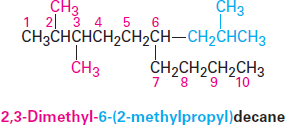 CH₃ CH₃
1 2 3 4 5 6
CH₃CHCHCH₂CH₂CH—CH₂CHCH₃
CH₃ CH₂CH₂CH₂CH₃
7 8 9 10
2,3-Dimethyl-6-(2-methylpropyl)decane